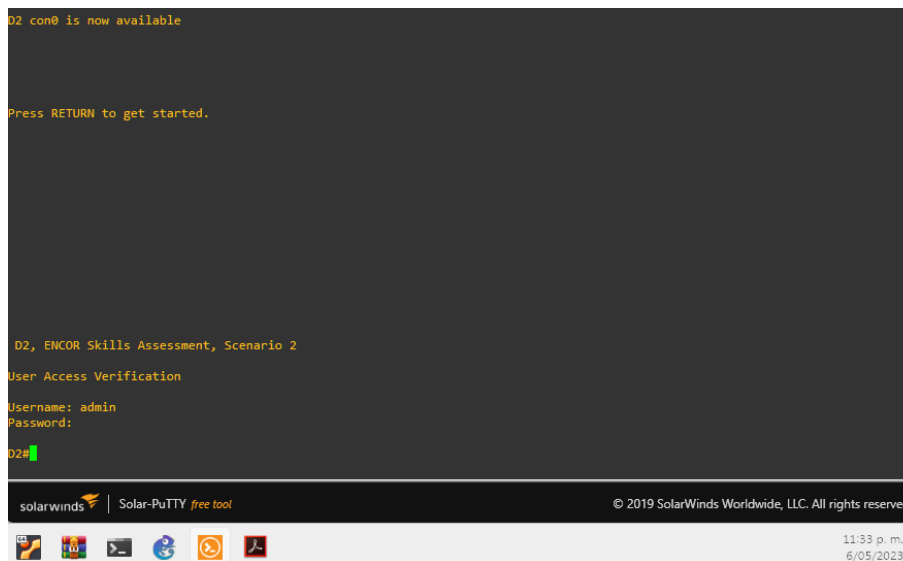 D2 con0 is now available
Press RETURN to get started.
D2, ENCOR Skills Assessment, Scenario 2
User Access Verification
Username: admin
Password:
D2#
solarwinds | Solar-PuTTY free tool © 2019 SolarWinds Worldwide, LLC. All rights reserve
11:33 p. m.
6/05/2023